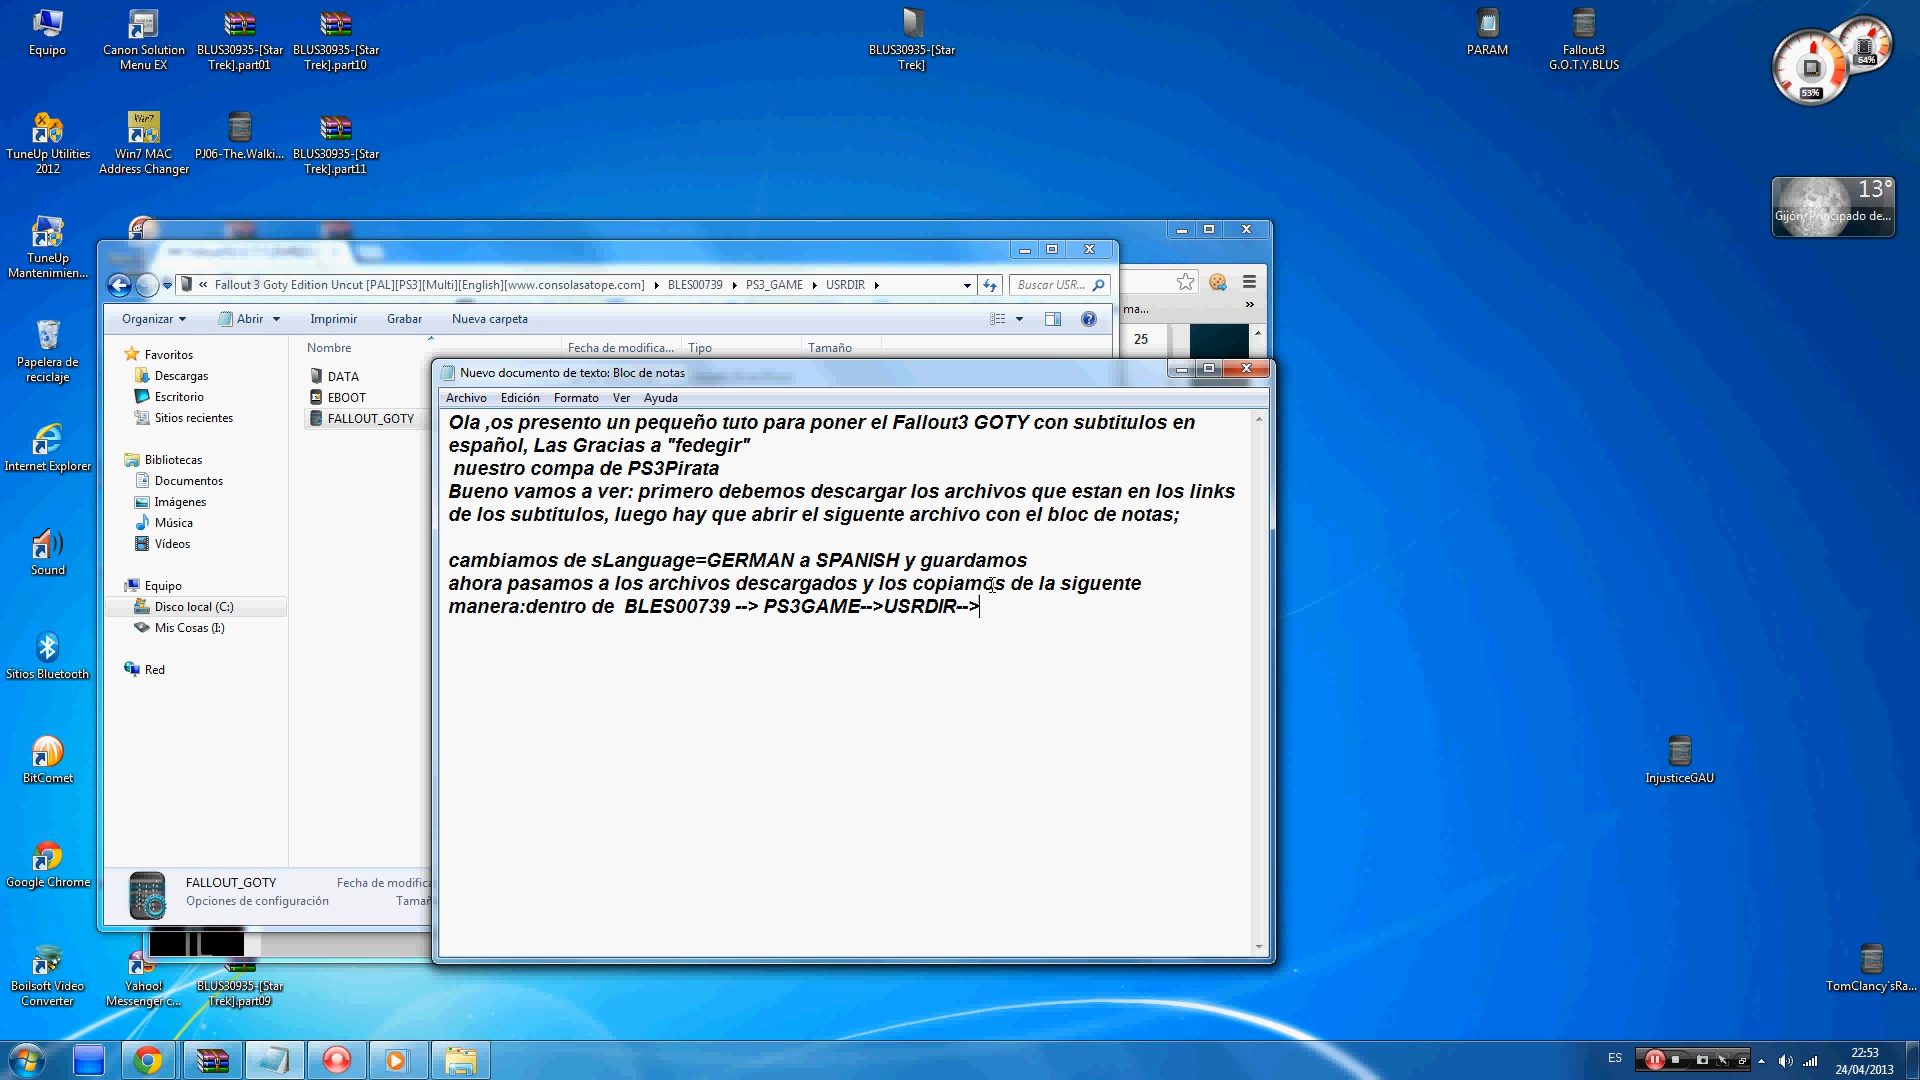 Equipo
Canon Solution
Menu EX
BLUS30935-[Star
Trek].part01
BLUS30935-[Star
Trek].part10
BLUS30935-[Star
Trek]
PARAM
Fallout3
G.O.T.Y.BLUS
64%
53%
TuneUp Utilities
2012
Win7
Win7 MAC
Address Changer
PJ06-The.Walki...
BLUS30935-[Star
Trek].part11
13°
Gijón, Principado de...
TuneUp
Mantenimien...
« Fallout 3 Goty Edition Uncut [PAL][PS3][Multi][English][www.consolasatope.com] BLES00739 PS3_GAME USRDIR
Buscar USR...
Organizar
Abrir
Imprimir
Grabar
Nueva carpeta
ma...
»
25
Nombre
Fecha de modifica...
Tipo
Tamaño
Favoritos
Descargas
Escritorio
Sitios recientes
Bibliotecas
Documentos
Imágenes
Música
Vídeos
Equipo
Disco local (C:)
Mis Cosas (I:)
Red
DATA
EBOOT
FALLOUT_GOTY
Nuevo documento de texto: Bloc de notas
Archivo Edición Formato Ver Ayuda
Ola ,os presento un pequeño tuto para poner el Fallout3 GOTY con subtitulos en
español, Las Gracias a "fedegir"
nuestro compa de PS3Pirata
Bueno vamos a ver: primero debemos descargar los archivos que estan en los links
de los subtitulos, luego hay que abrir el siguente archivo con el bloc de notas;
cambiamos de sLanguage=GERMAN a SPANISH y guardamos
ahora pasamos a los archivos descargados y los copiamos de la siguente
manera:dentro de BLES00739 --> PS3GAME-->USRDIR-->
FALLOUT_GOTY
Opciones de configuración
Fecha de modifica
Tamañ
Papelera de
reciclaje
Internet Explorer
Sound
Sitios Bluetooth
BitComet
Google Chrome
Boilsoft Video
Converter
Yahoo!
Messenger c...
BLUS30935-[Star
Trek].part09
InjusticeGAU
TomClancy'sRa...
ES
22:53
24/04/2013